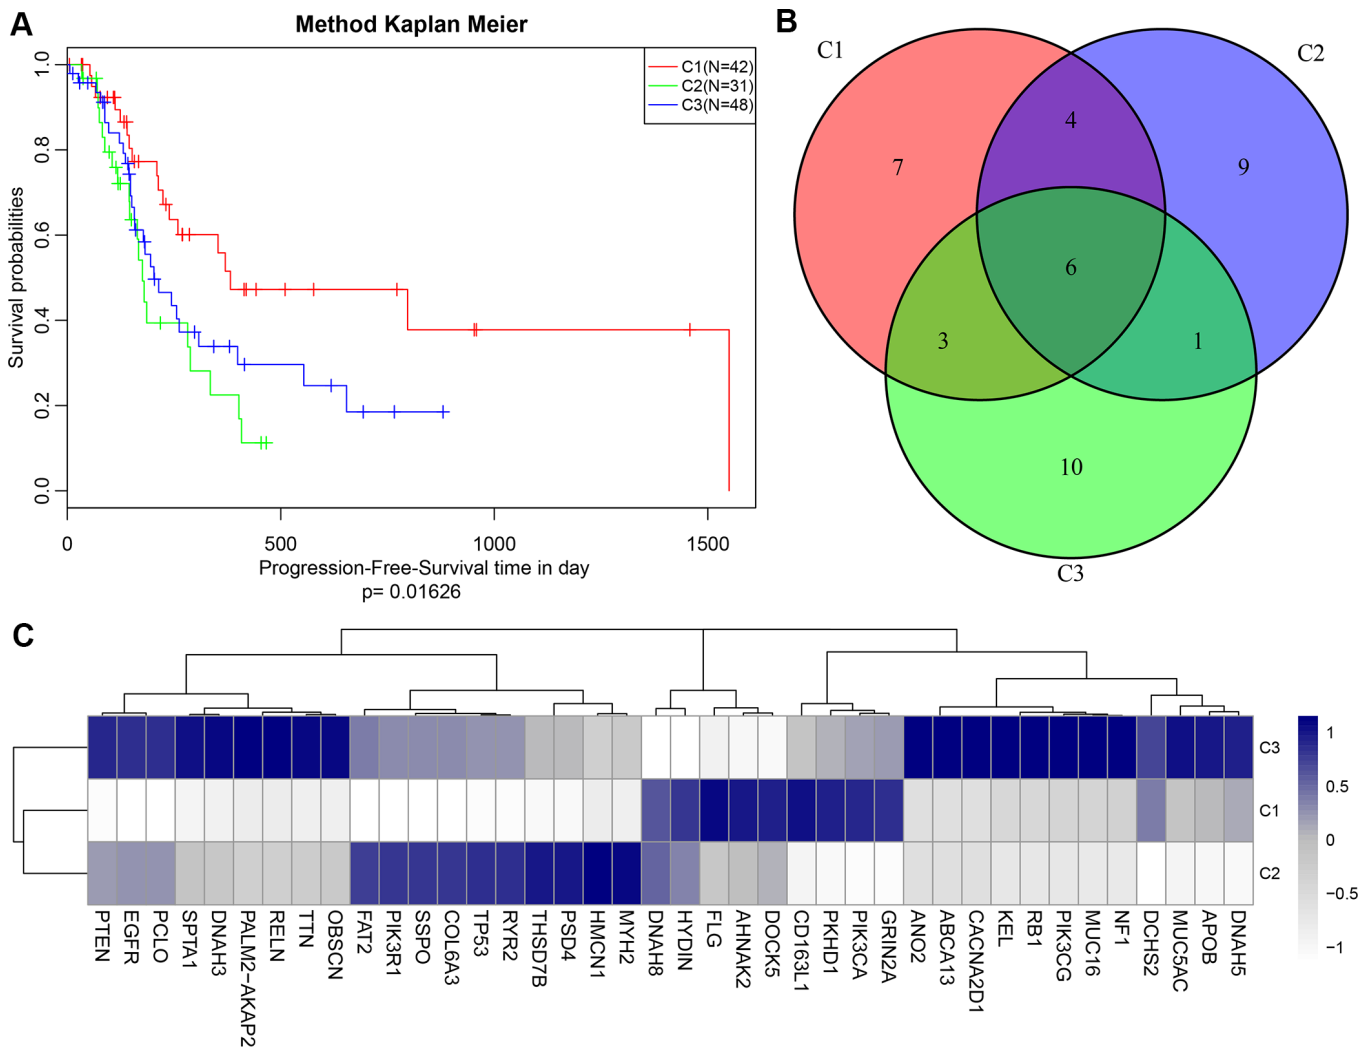 A
Method Kaplan Meier
C1(N=42)
C2(N=31)
C3(N=48)
Survival probabilities
1.0
0.8
0.6
0.4
0.2
0.0
0 500 1000 1500
Progression-Free-Survival time in day
p= 0.01626
B
C1
C2
4
7
9
6
3
1
10
C3
C
C3
C1
C2
1
0.5
0
−0.5
−1
PTEN
EGFR
PCLO
SPTA1
DNAH3
PALM2−AKAP2
RELN
TTN
OBSCN
FAT2
PIK3R1
SSPO
COL6A3
TP53
RYR2
THSD7B
PSD4
HMCN1
MYH2
DNAH8
HYDIN
FLG
AHNAK2
DOCK5
CD163L1
PKHD1
PIK3CA
GRIN2A
ANO2
ABCA13
CACNA2D1
KEL
RB1
PIK3CG
MUC16
NF1
DCHS2
MUC5AC
APOB
DNAH5